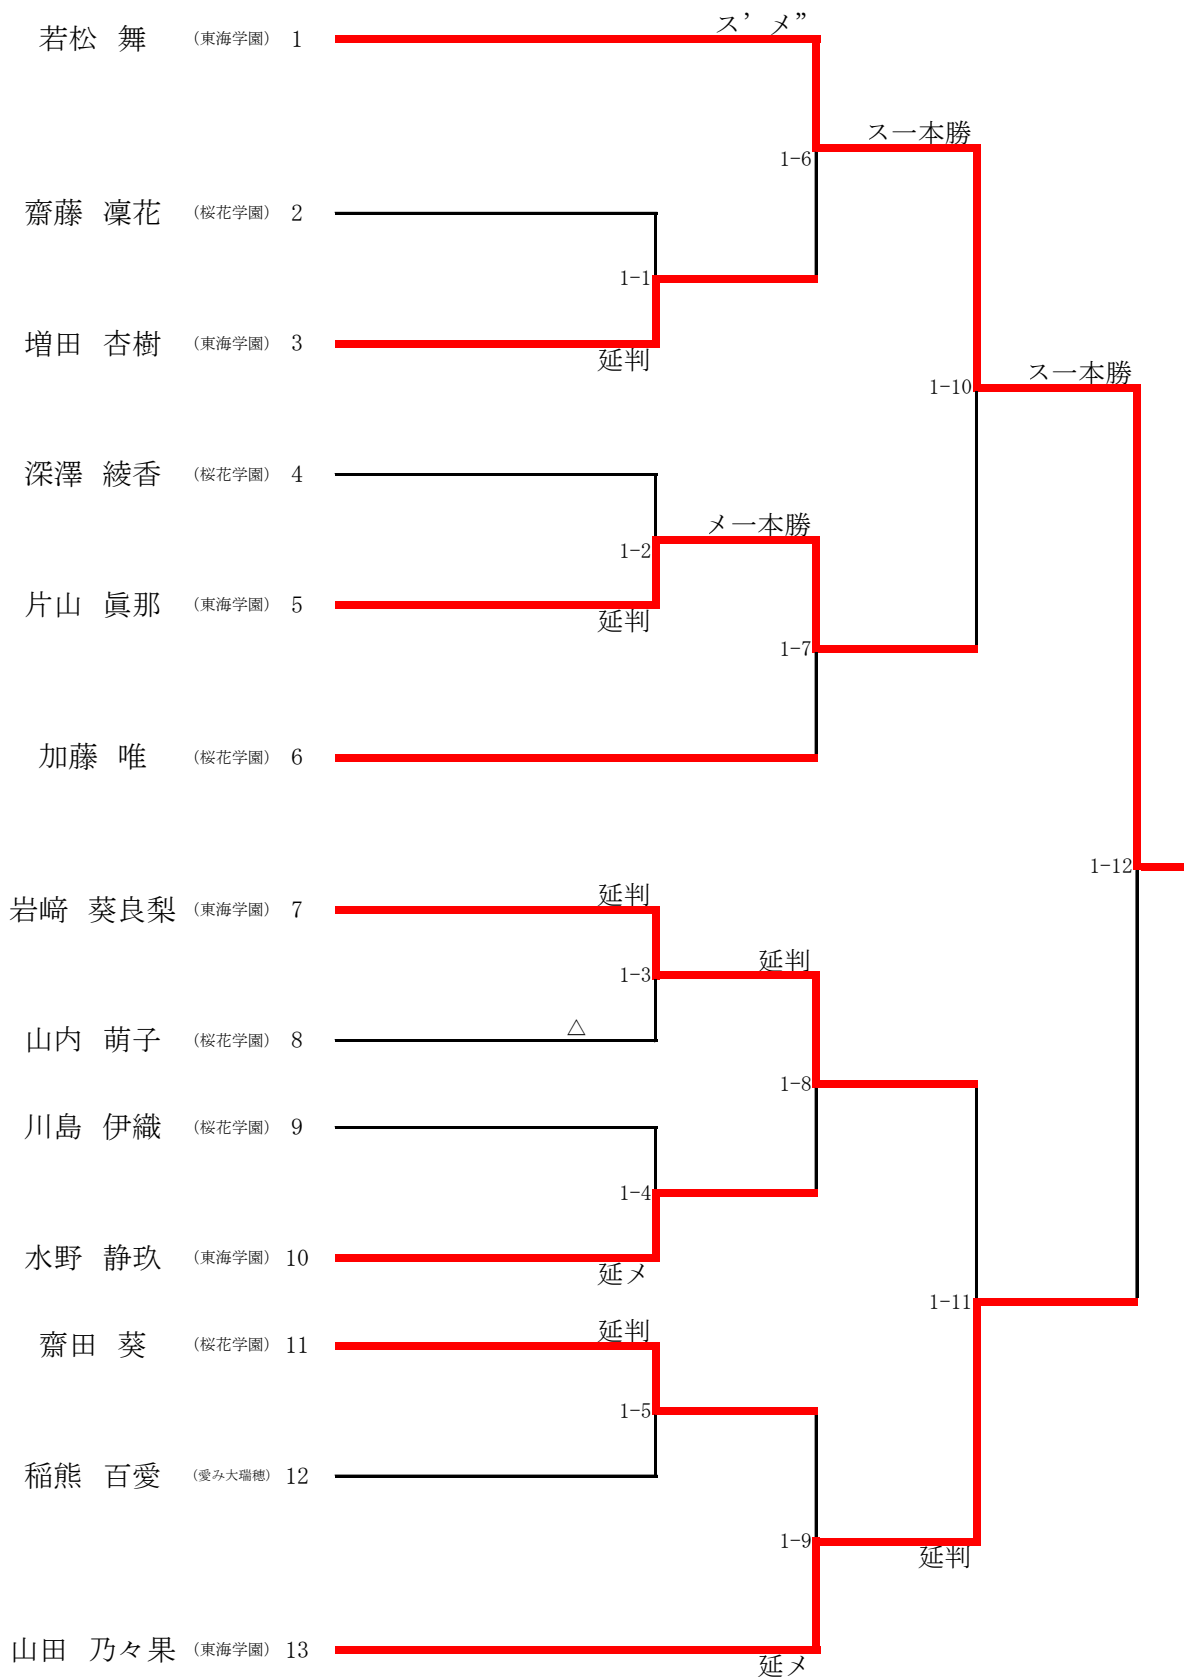 ス’ メ”
若松 舞 (東海学園) 1
ス一本勝
1-6
齋藤 凜花 (桜花学園) 2
1-1
増田 杏樹 (東海学園) 3
延判
ス一本勝
1-10
深澤 綾香 (桜花学園) 4
メ一本勝
1-2
片山 眞那 (東海学園) 5
延判
1-7
加藤 唯 (桜花学園) 6
1-12
延判
岩﨑 葵良梨 (東海学園) 7
延判
1-3
△
山内 萌子 (桜花学園) 8
1-8
川島 伊織 (桜花学園) 9
1-4
水野 静玖 (東海学園) 10
延メ
1-11
延判
齋田 葵 (桜花学園) 11
1-5
稲熊 百愛 (愛み大瑞穂) 12
1-9
延判
山田 乃々果 (東海学園) 13
延メ